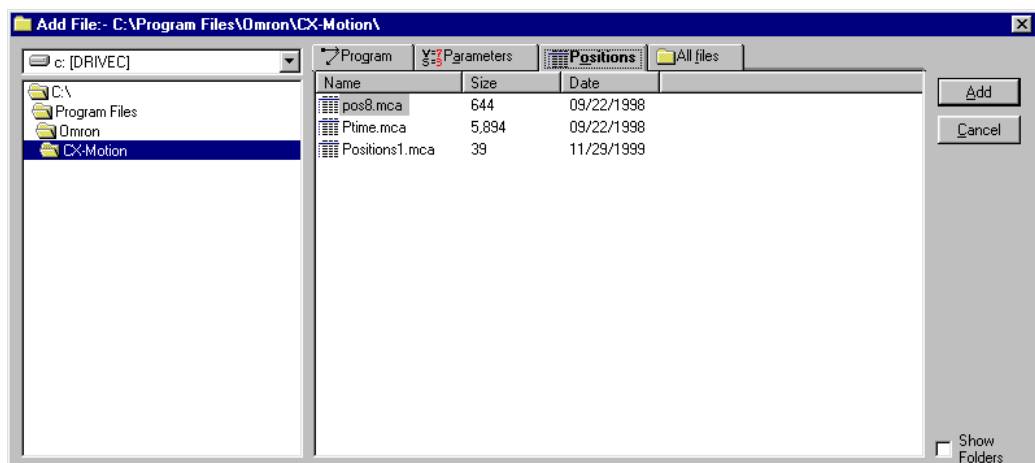 Add File:- C:\Program Files\Omron\CX-Motion\
c: [DRIVEC]
C:\
Program Files
Omron
CX-Motion
Program Parameters Positions All files
Name Size Date
pos8.mca 644 09/22/1998
Ptime.mca 5,894 09/22/1998
Positions1.mca 39 11/29/1999
Add
Cancel
Show
Folders